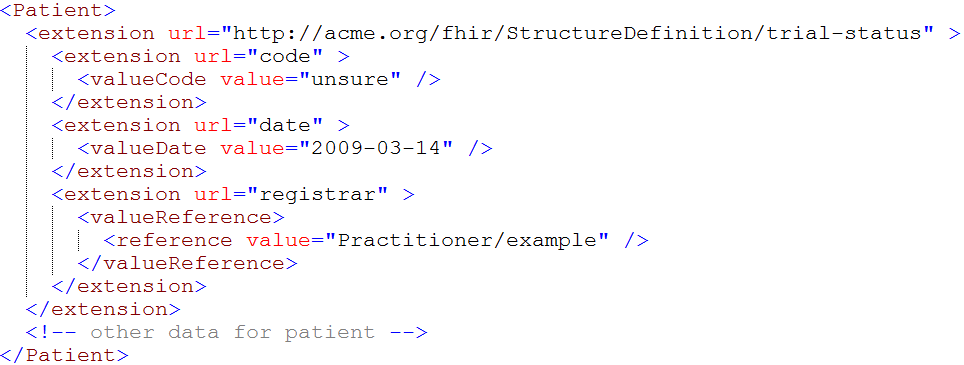 <Patient>
<extension url="http://acme.org/fhir/StructureDefinition/trial-status" >
<extension url="code" >
<valueCode value="unsure" />
</extension>
<extension url="date" >
<valueDate value="2009-03-14" />
</extension>
<extension url="registrar" >
<valueReference>
<reference value="Practitioner/example" />
</valueReference>
</extension>
</extension>
<!-- other data for patient -->
</Patient>